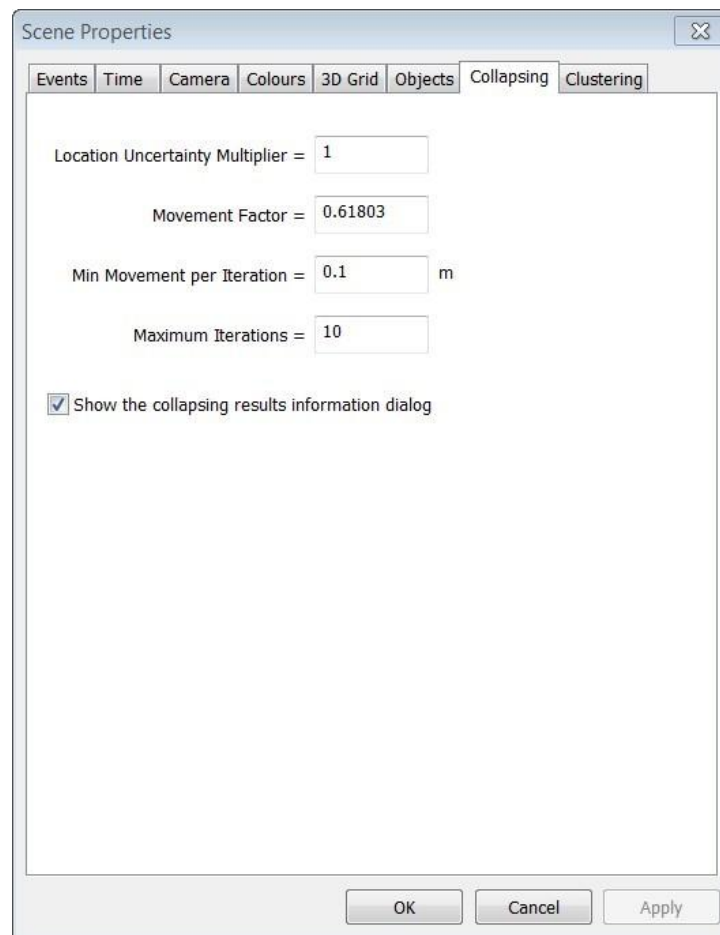 Scene Properties
Events Time Camera Colours 3D Grid Objects Collapsing Clustering
Location Uncertainty Multiplier = 1
Movement Factor = 0.61803
Min Movement per Iteration = 0.1 m
Maximum Iterations = 10
Show the collapsing results information dialog
OK Cancel Apply